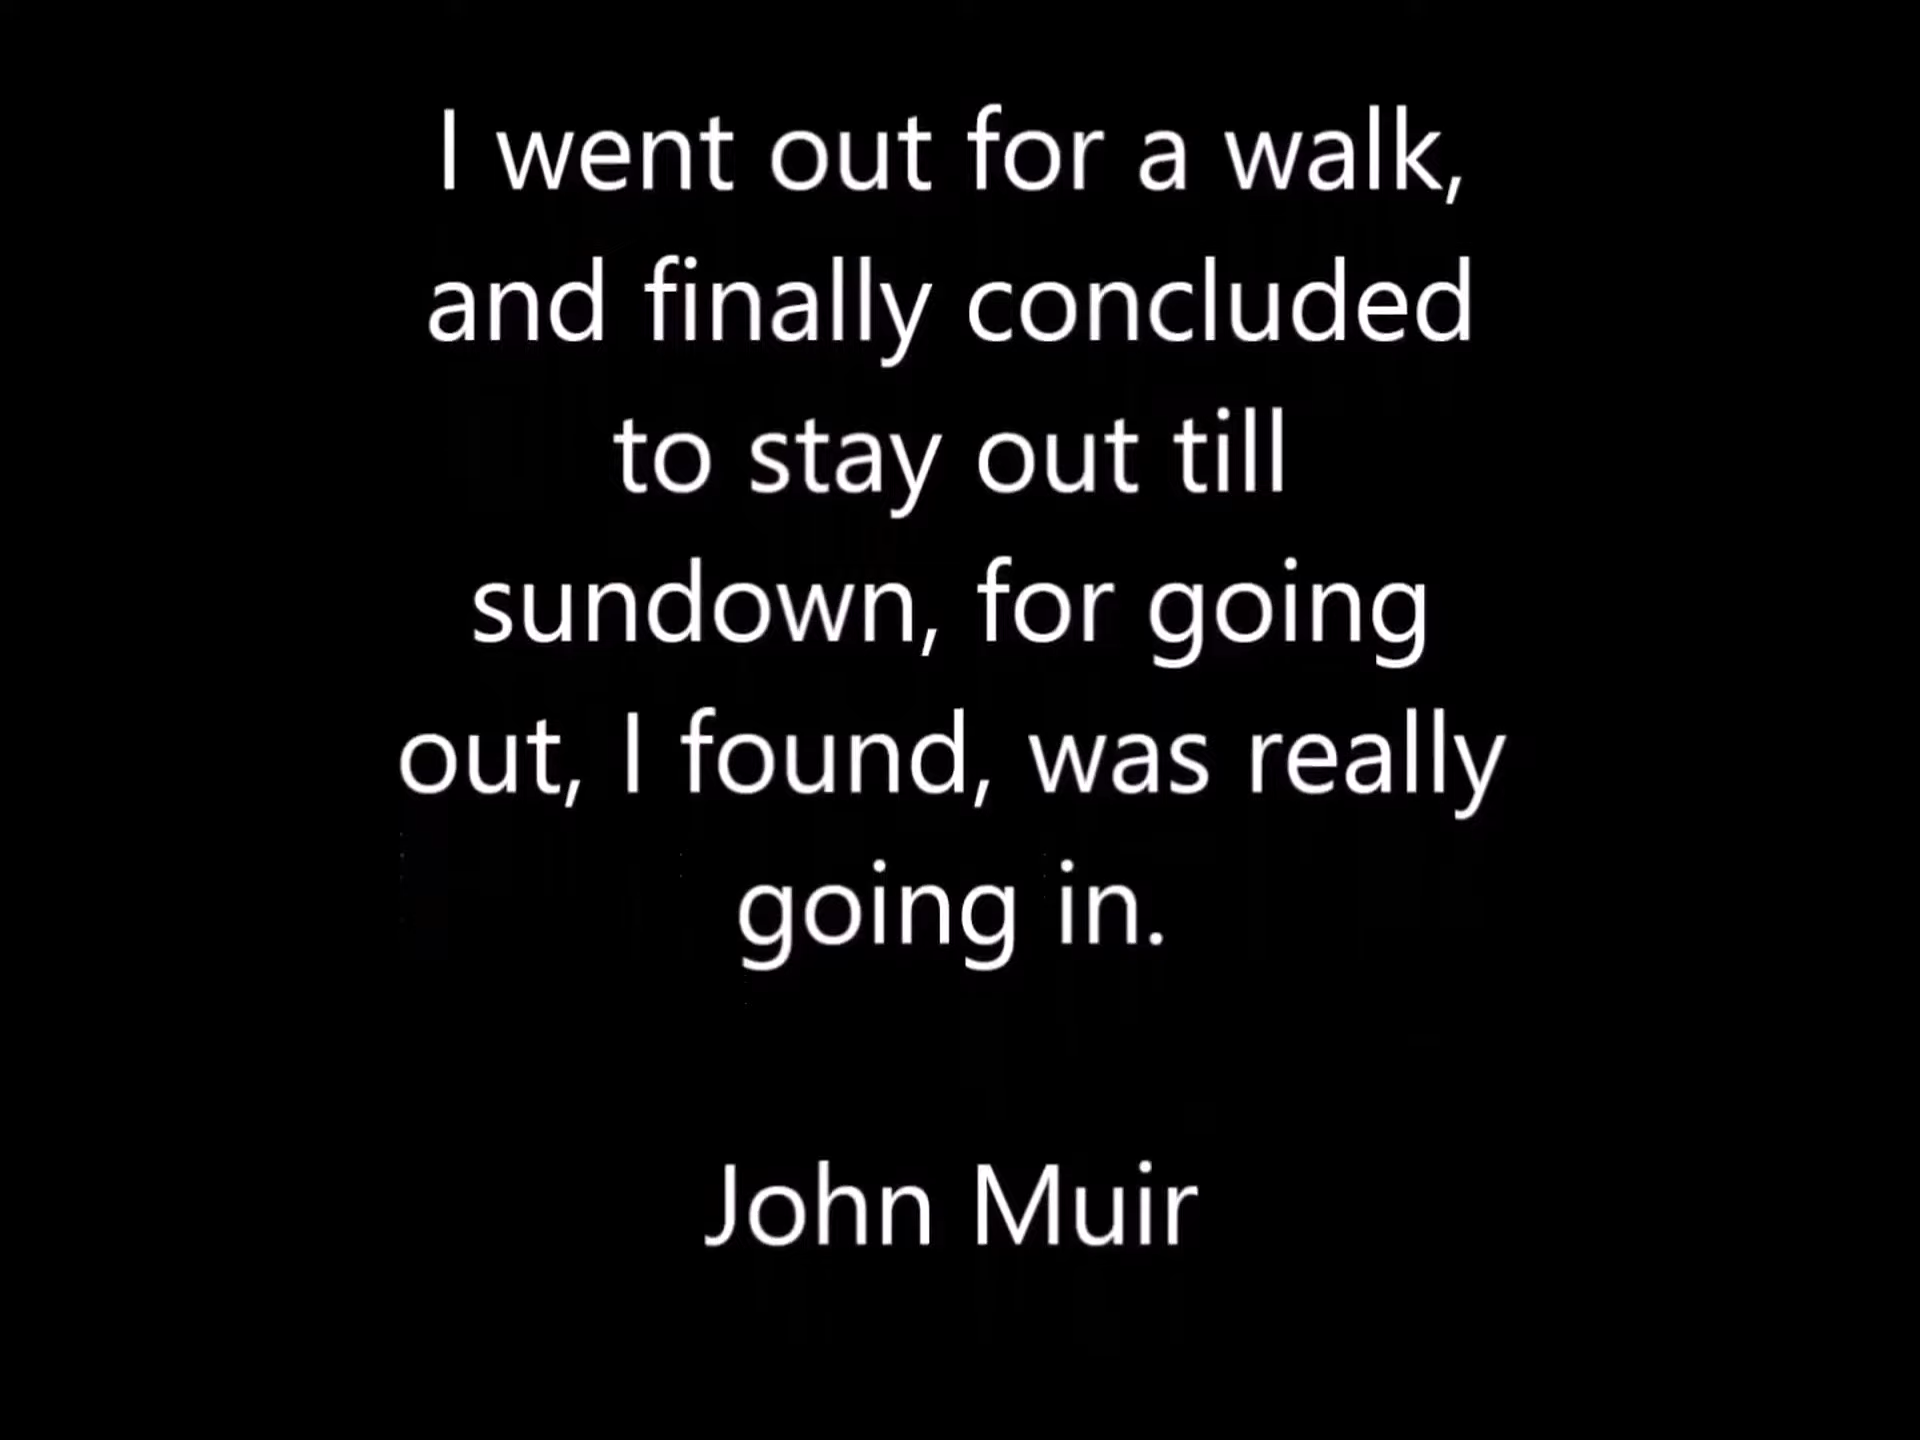 I went out for a walk,
and finally concluded
to stay out till
sundown, for going
out, I found, was really
going in.
John Muir